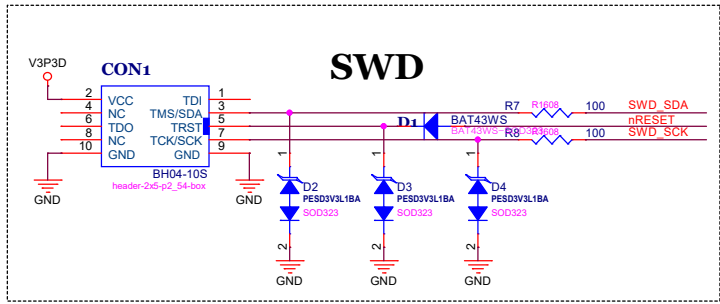 SWD
V3P3D
CON1
2 VCC TDI 1
4 NC TMS/SDA 3
6 TDO TRST 5
8 NC TCK/SCK 7
10 GND GND 9
BH04-10S
header-2x5-p2_54-box
GND
GND
R7 R1608 100 SWD_SDA
D1 BAT43WS nRESET
R8 100 SWD_SCK
1 D2
PESD3V3L1BA
SOD323
2
GND
1 D3
PESD3V3L1BA
SOD323
2
GND
1 D4
PESD3V3L1BA
SOD323
2
GND